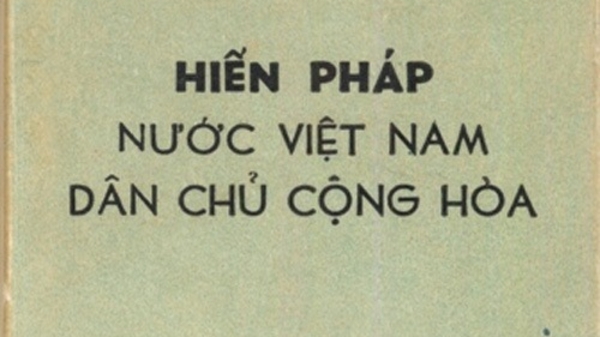 HIẾN PHÁP
NƯỚC VIỆT NAM
DÂN CHỦ CỘNG HÒA